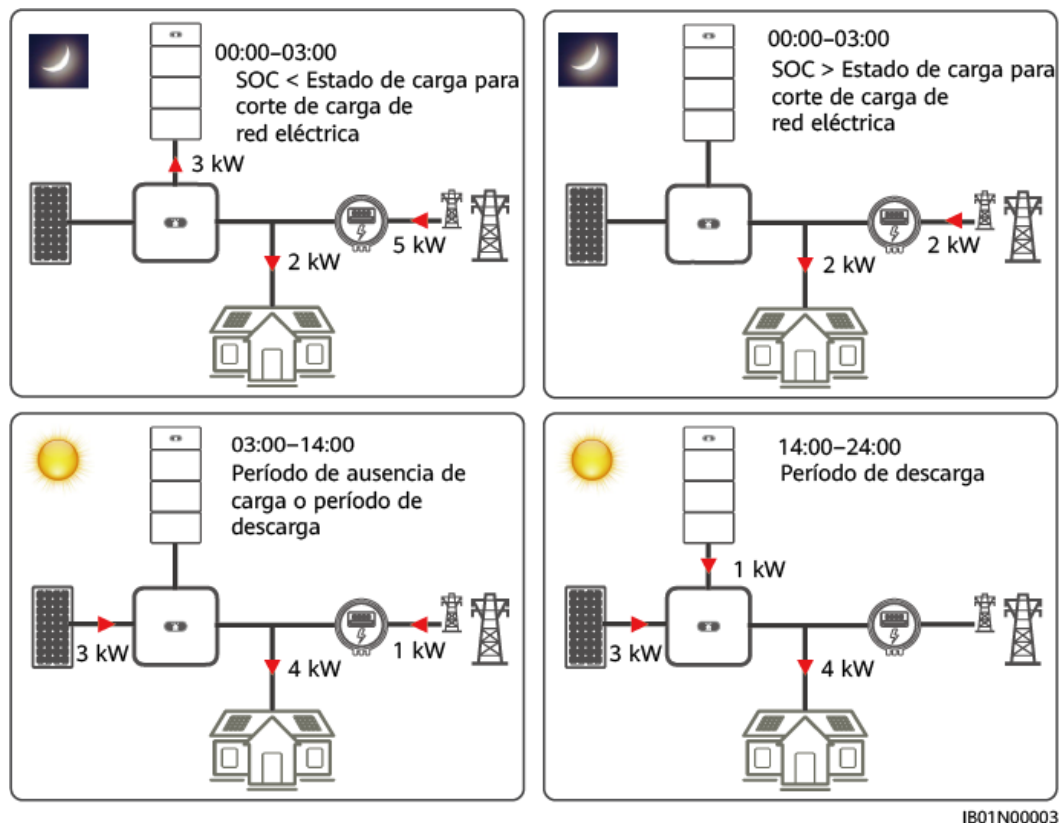 00:00–03:00
SOC < Estado de carga para
corte de carga de
red eléctrica
3 kW
5 kW
2 kW
00:00–03:00
SOC > Estado de carga para
corte de carga de
red eléctrica
2 kW
2 kW
03:00–14:00
Período de ausencia de
carga o período de
descarga
3 kW
1 kW
4 kW
14:00–24:00
Período de descarga
1 kW
3 kW
4 kW
IB01N00003